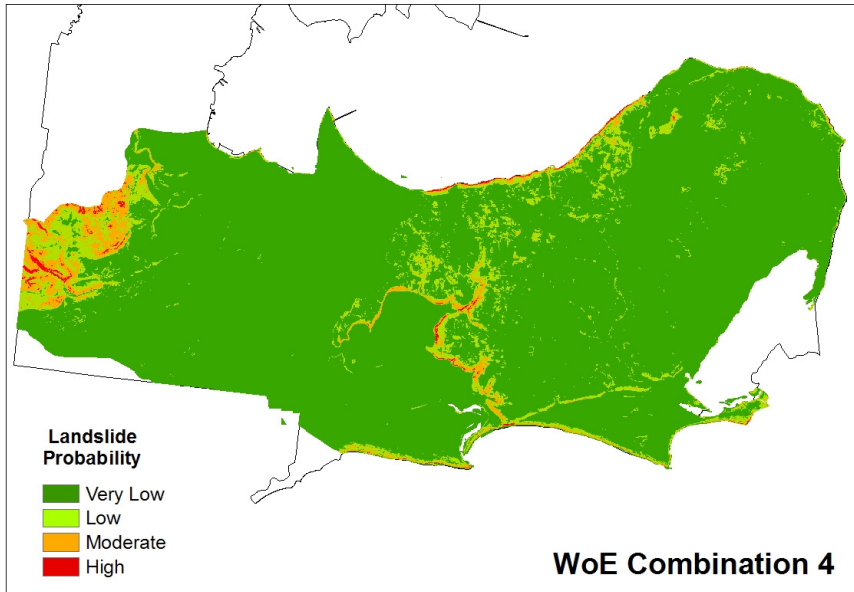 Landslide
Probability
Very Low
Low
Moderate
High
WoE Combination 4